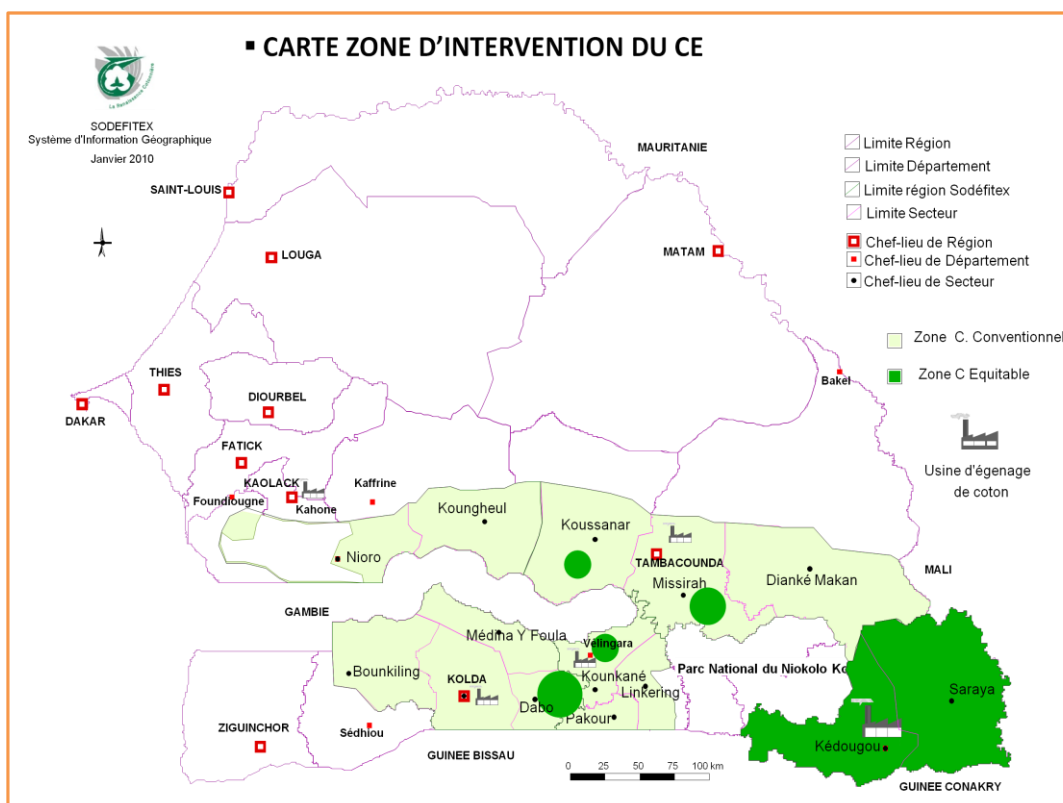 ▪ CARTE ZONE D'INTERVENTION DU CE
La Renaissance Cotonnière
SODEFITEX
Système d'Information Géographique
Janvier 2010
MAURITANIE
Limite Région
Limite Département
Limite région Sodéfitex
Limite Secteur
Chef-lieu de Région
Chef-lieu de Département
Chef-lieu de Secteur
Zone C. Conventionnel
Zone C Equitable
Usine d'égenage
de coton
SAINT-LOUIS
LOUGA
MATAM
THIES
DIOURBEL
DAKAR
Bakel
FATICK
KAOLACK
Foundiougne
Kahone
Kaffrine
Koungheul
Koussanar
Nioro
TAMBACOUNDA
Missirah
Dianké Makan
MALI
GAMBIE
Médina Y Foula
Vélingara
Bounkiling
KOLDA
Kounkané
Linkering
Dabo
Pakour
Parc National du Niokolo Ko
Saraya
ZIGUINCHOR
Sédhiou
GUINEE BISSAU
Kédougou
GUINEE CONAKRY
0 25 50 75 100 km